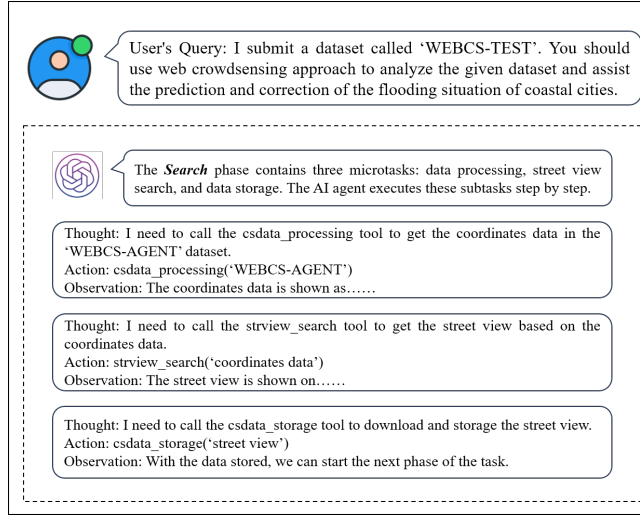 User's Query: I submit a dataset called ‘WEBCS-TEST’. You should
use web crowdsensing approach to analyze the given dataset and assist
the prediction and correction of the flooding situation of coastal cities.
The Search phase contains three microtasks: data processing, street view
search, and data storage. The AI agent executes these subtasks step by step.
Thought: I need to call the csdata_processing tool to get the coordinates data in the
‘WEBCS-AGENT’ dataset.
Action: csdata_processing(‘WEBCS-AGENT’)
Observation: The coordinates data is shown as……
Thought: I need to call the strview_search tool to get the street view based on the
coordinates data.
Action: strview_search(‘coordinates data’)
Observation: The street view is shown on……
Thought: I need to call the csdata_storage tool to download and storage the street view.
Action: csdata_storage(‘street view’)
Observation: With the data stored, we can start the next phase of the task.